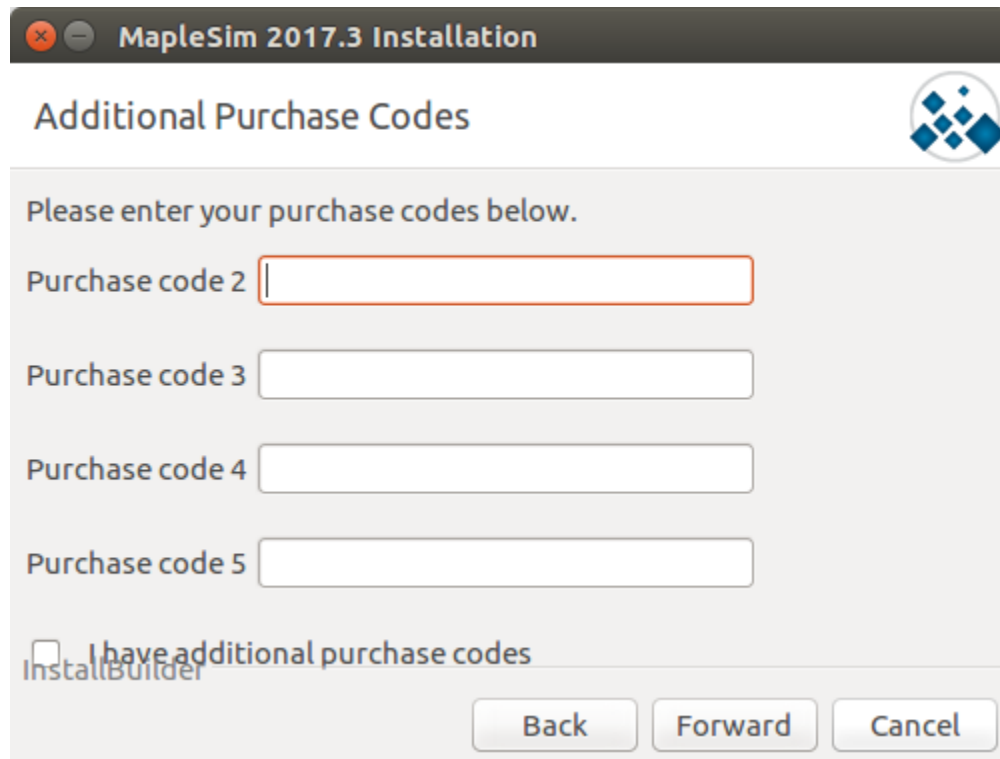 MapleSim 2017.3 Installation
Additional Purchase Codes
Please enter your purchase codes below.
Purchase code 2
Purchase code 3
Purchase code 4
Purchase code 5
I have additional purchase codes
InstallBuilder
Back Forward Cancel